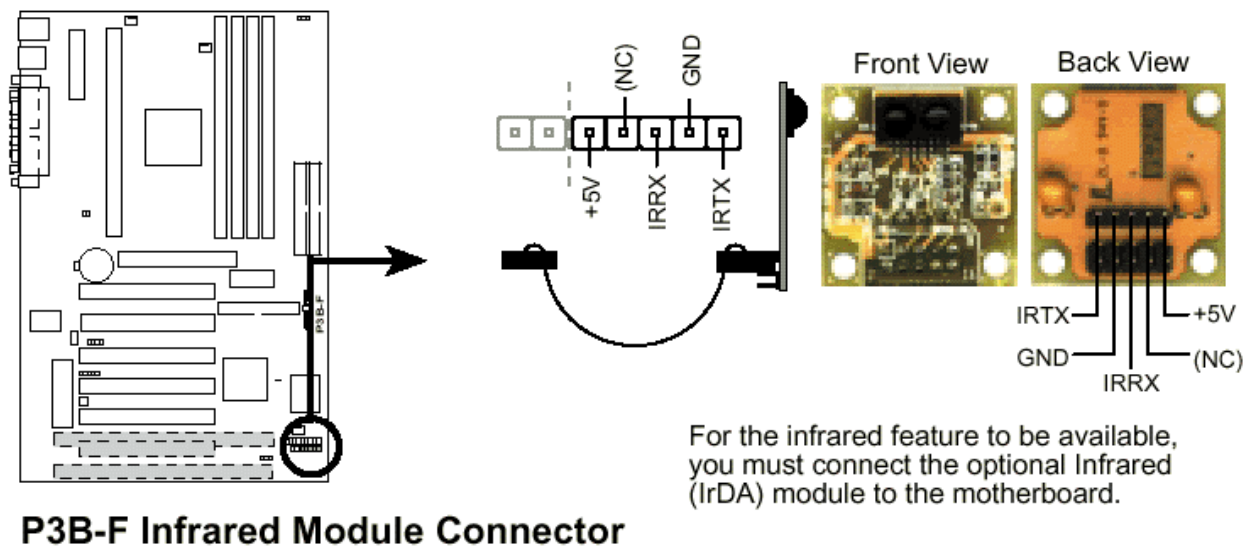 (NC)
GND
+5V
IRRX
IRTX
P3B-F
Front View
Back View
IRTX
+5V
GND
(NC)
IRRX
For the infrared feature to be available,
you must connect the optional Infrared
(IrDA) module to the motherboard.
P3B-F Infrared Module Connector